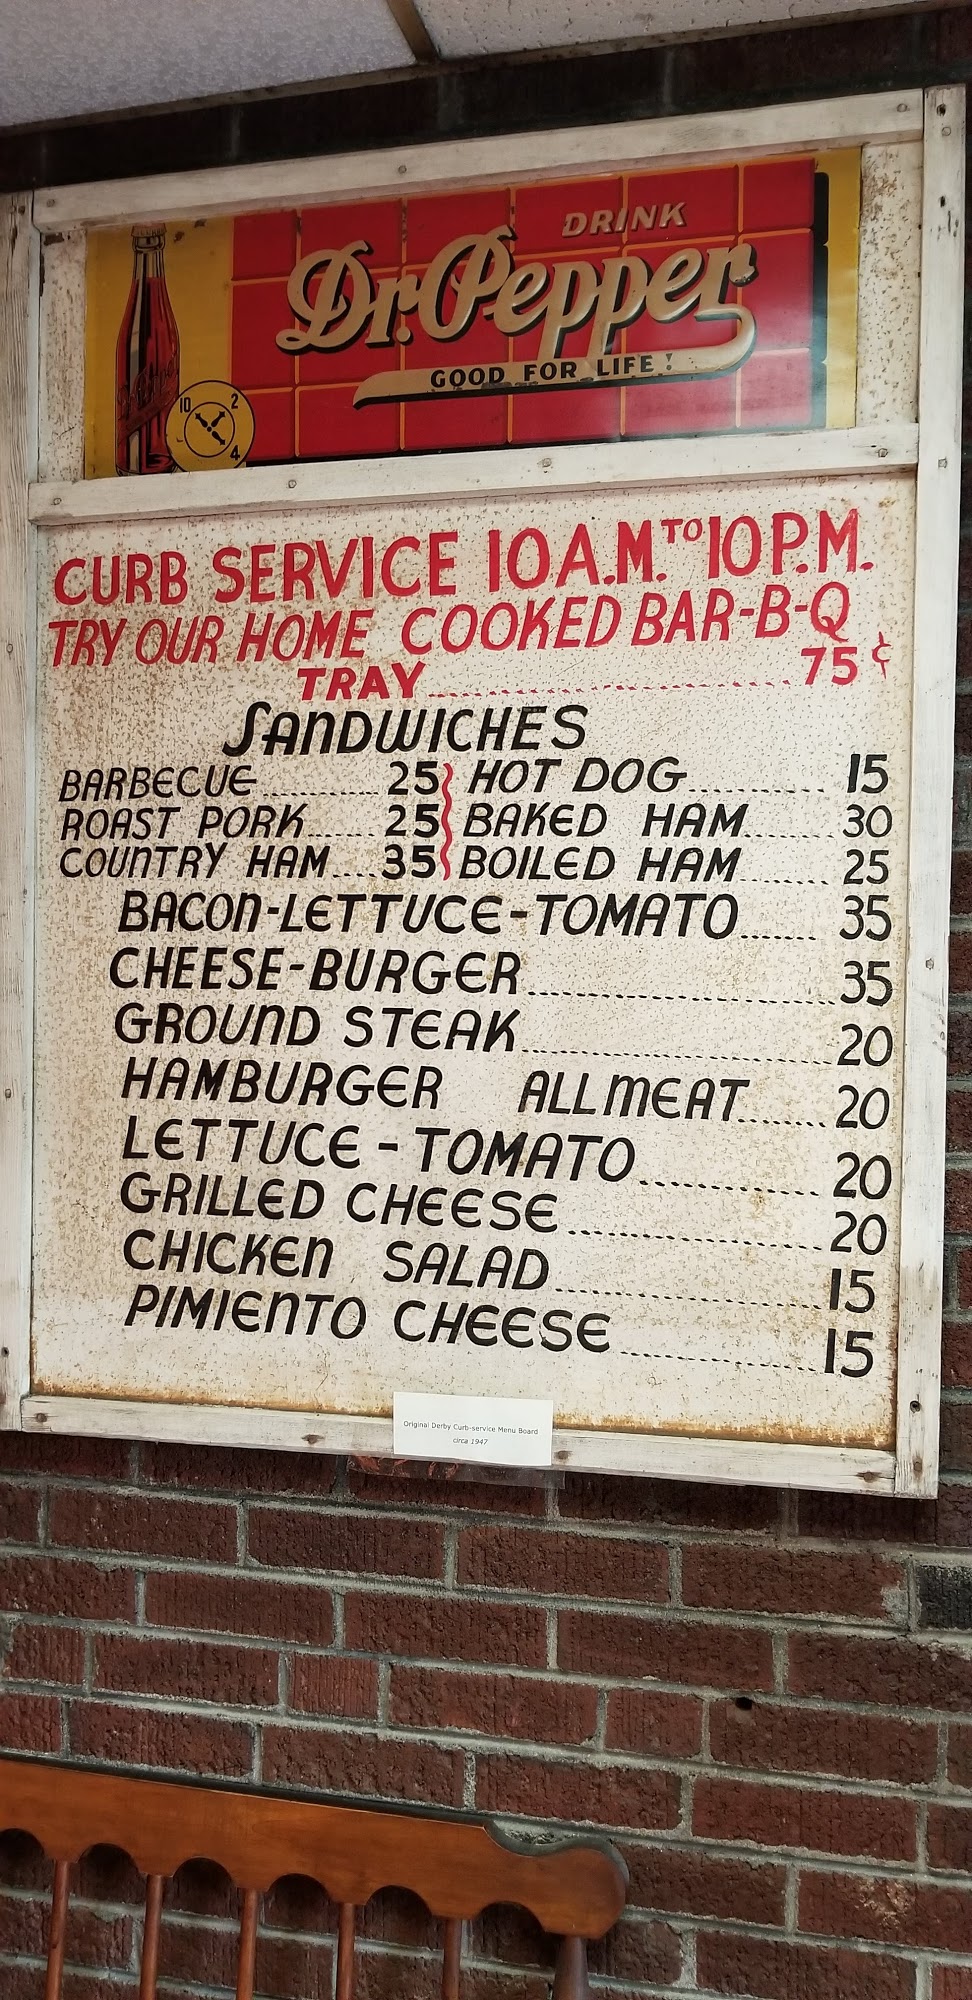 DRINK
Dr. Pepper
GOOD FOR LIFE!
10 2
4
CURB SERVICE 10 A.M. TO 10 P.M.
TRY OUR HOME COOKED BAR-B-Q
TRAY 75¢
SANDWICHES
BARBECUE 25 HOT DOG 15
ROAST PORK 25 BAKED HAM 30
COUNTRY HAM 35 BOILED HAM 25
BACON-LETTUCE-TOMATO 35
CHEESE-BURGER 35
GROUND STEAK 20
HAMBURGER ALL MEAT 20
LETTUCE-TOMATO 20
GRILLED CHEESE 20
CHICKEN SALAD 15
PIMIENTO CHEESE 15
Original Derby Curb-service Menu Board
circa 1947